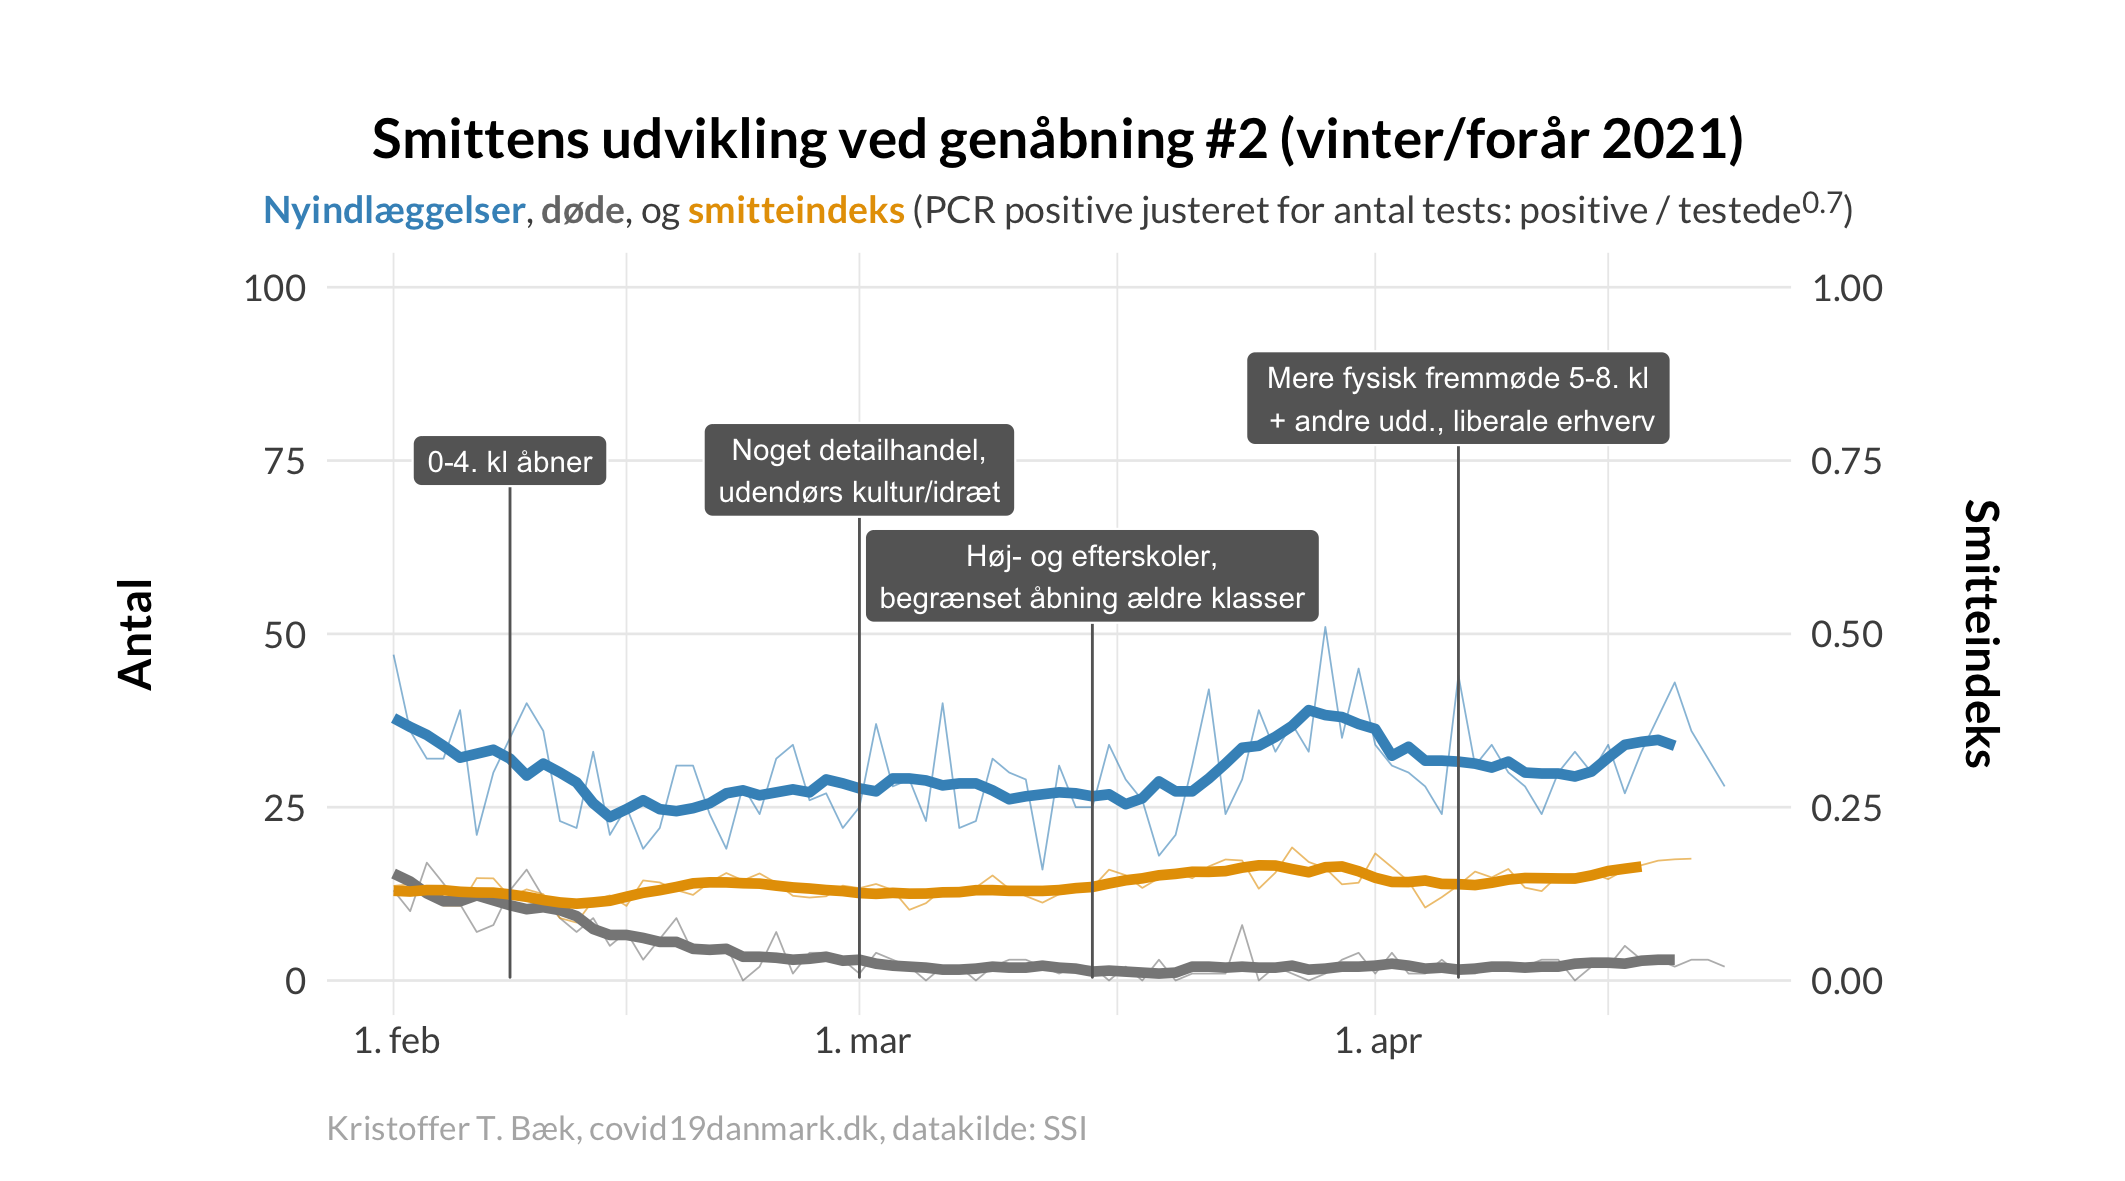 Smittens udvikling ved genåbning #2 (vinter/forår 2021)
Nyindlæggelser, døde, og smitteindeks (PCR positive justeret for antal tests: positive / testede⁰·⁷)
100
75
50
25
0
Antal
1.00
0.75
0.50
0.25
0.00
Smitteindeks
0-4. kl åbner
Noget detailhandel,
udendørs kultur/idræt
Høj- og efterskoler,
begrænset åbning ældre klasser
Mere fysisk fremmøde 5-8. kl
+ andre udd., liberale erhverv
1. feb
1. mar
1. apr
Kristoffer T. Bæk, covid19danmark.dk, datakilde: SSI